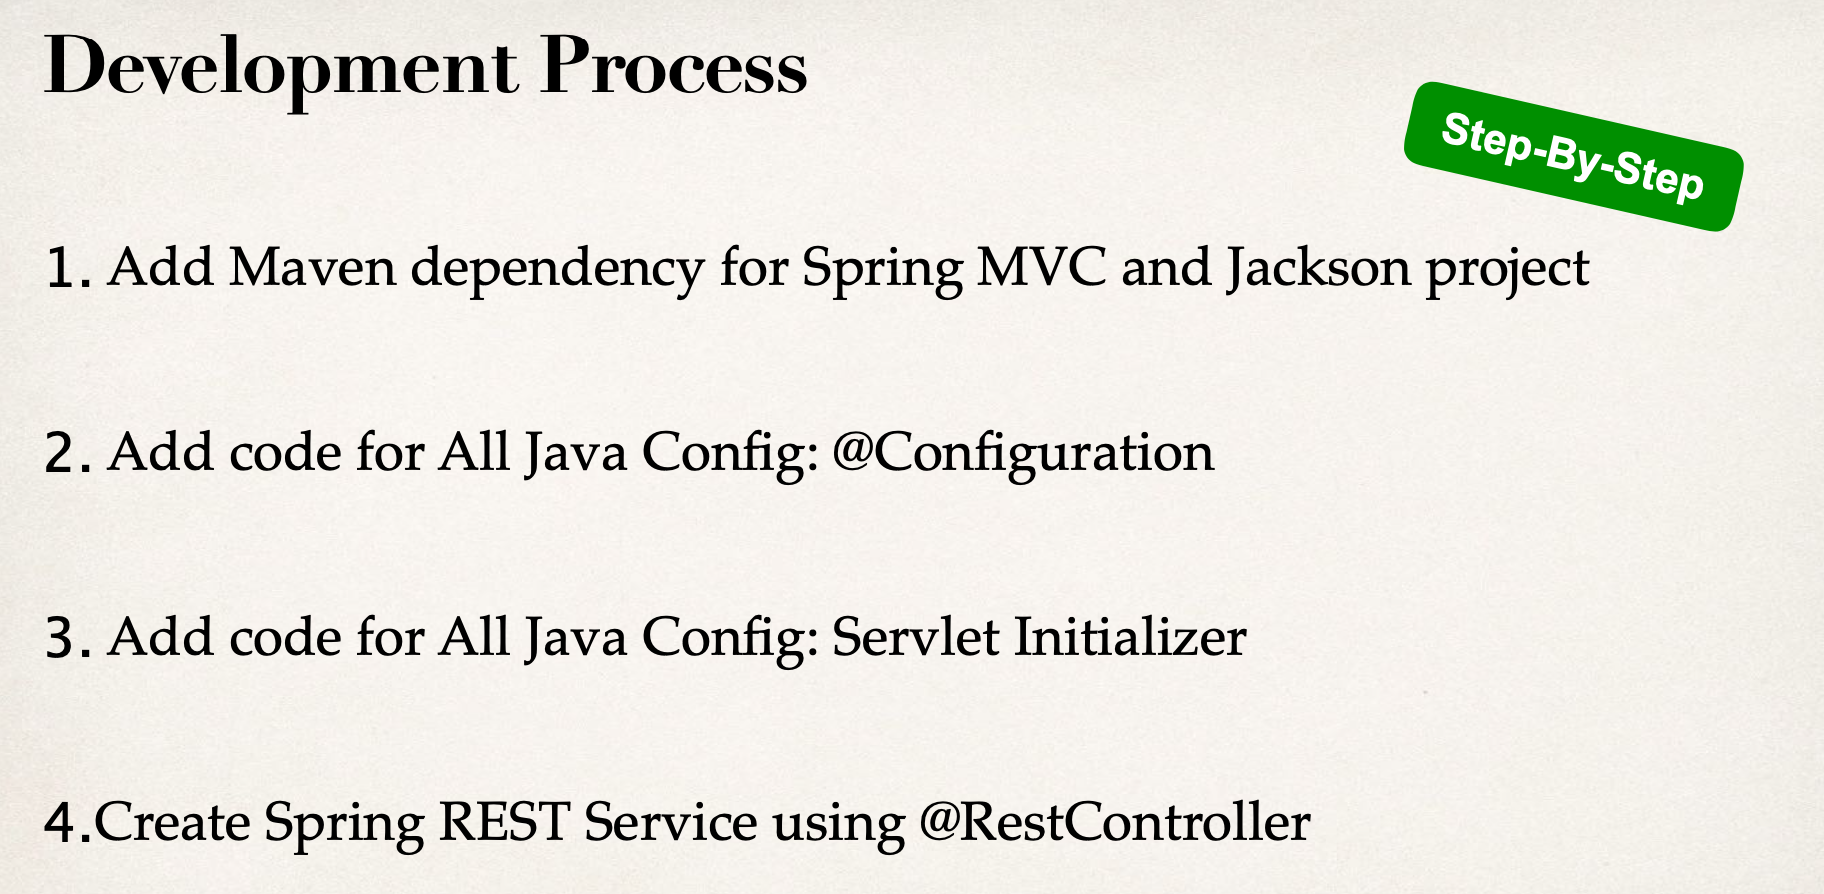 Development Process
Step-By-Step
1. Add Maven dependency for Spring MVC and Jackson project
2. Add code for All Java Config: @Configuration
3. Add code for All Java Config: Servlet Initializer
4.Create Spring REST Service using @RestController